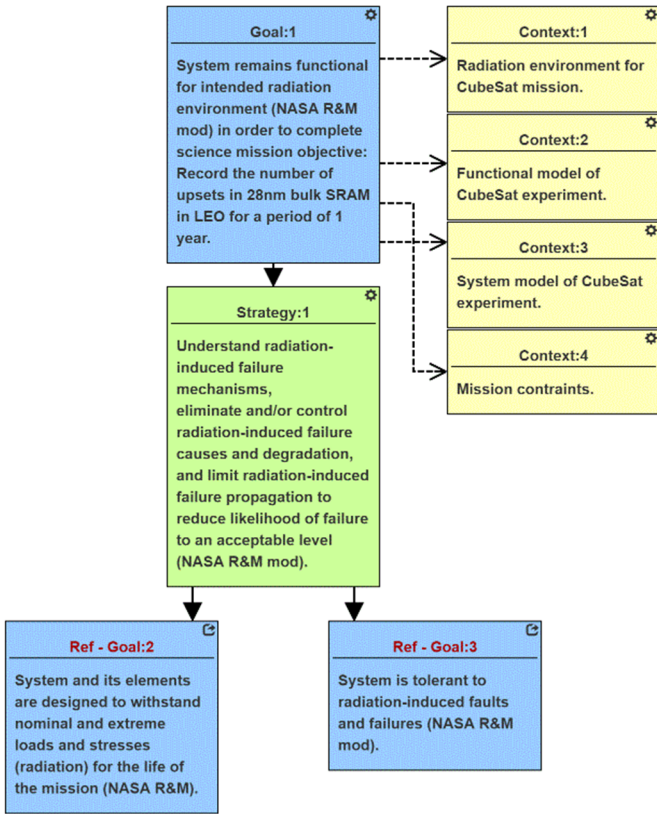 Goal:1
System remains functional
for intended radiation
environment (NASA R&M
mod) in order to complete
science mission objective:
Record the number of
upsets in 28nm bulk SRAM
in LEO for a period of 1
year.
Context:1
Radiation environment for
CubeSat mission.
Context:2
Functional model of
CubeSat experiment.
Context:3
System model of CubeSat
experiment.
Context:4
Mission contraints.
Strategy:1
Understand radiation-
induced failure
mechanisms,
eliminate and/or control
radiation-induced failure
causes and degradation,
and limit radiation-induced
failure propagation to
reduce likelihood of failure
to an acceptable level
(NASA R&M mod).
Ref - Goal:2
System and its elements
are designed to withstand
nominal and extreme
loads and stresses
(radiation) for the life of
the mission (NASA R&M).
Ref - Goal:3
System is tolerant to
radiation-induced faults
and failures (NASA R&M
mod).